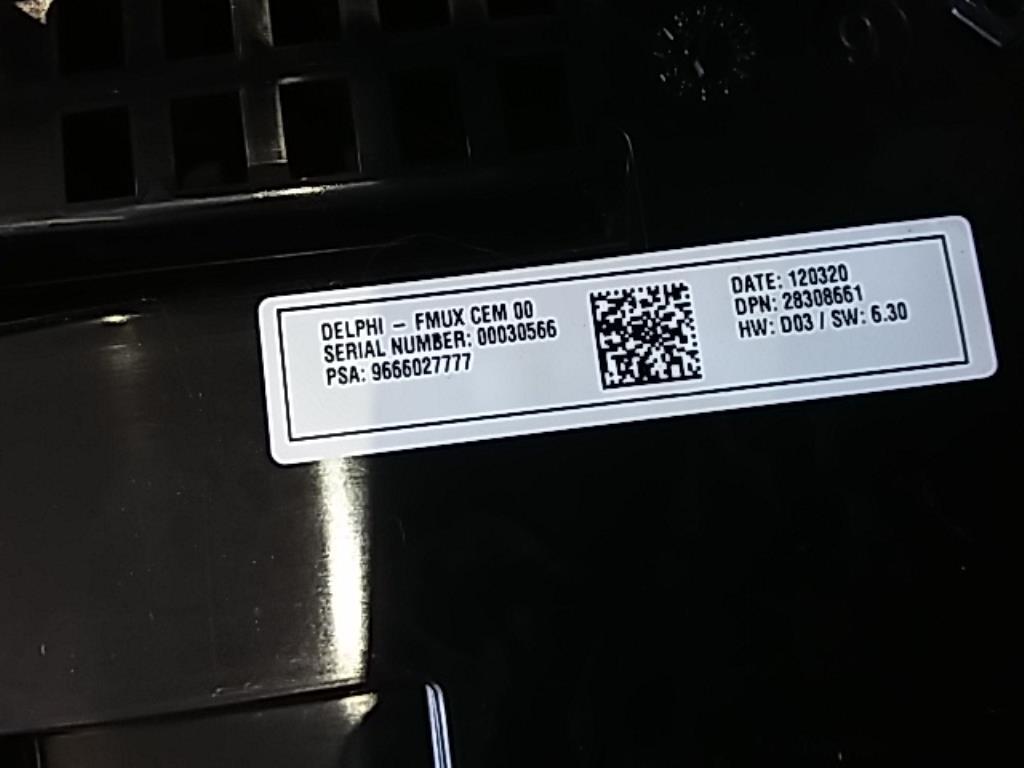 DELPHI – FMUX CEM 00
SERIAL NUMBER: 00030566
PSA: 9666027777
DATE: 120320
DPN: 28308661
HW: D03 / SW: 6.30